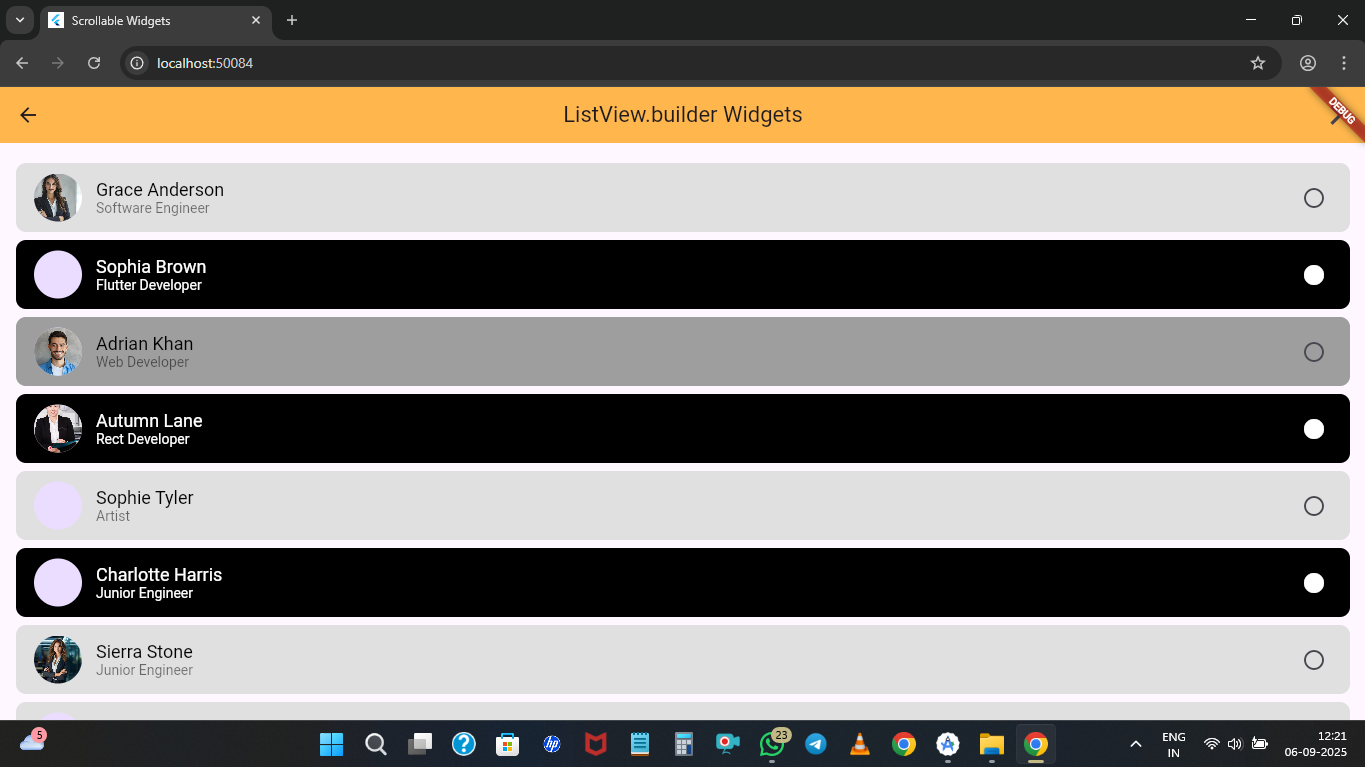 Scrollable Widgets
localhost:50084
ListView.builder Widgets
DEBUG
Grace Anderson
Software Engineer
Sophia Brown
Flutter Developer
Adrian Khan
Web Developer
Autumn Lane
Rect Developer
Sophie Tyler
Artist
Charlotte Harris
Junior Engineer
Sierra Stone
Junior Engineer
5
hp
23
ENG
IN
12:21
06-09-2025